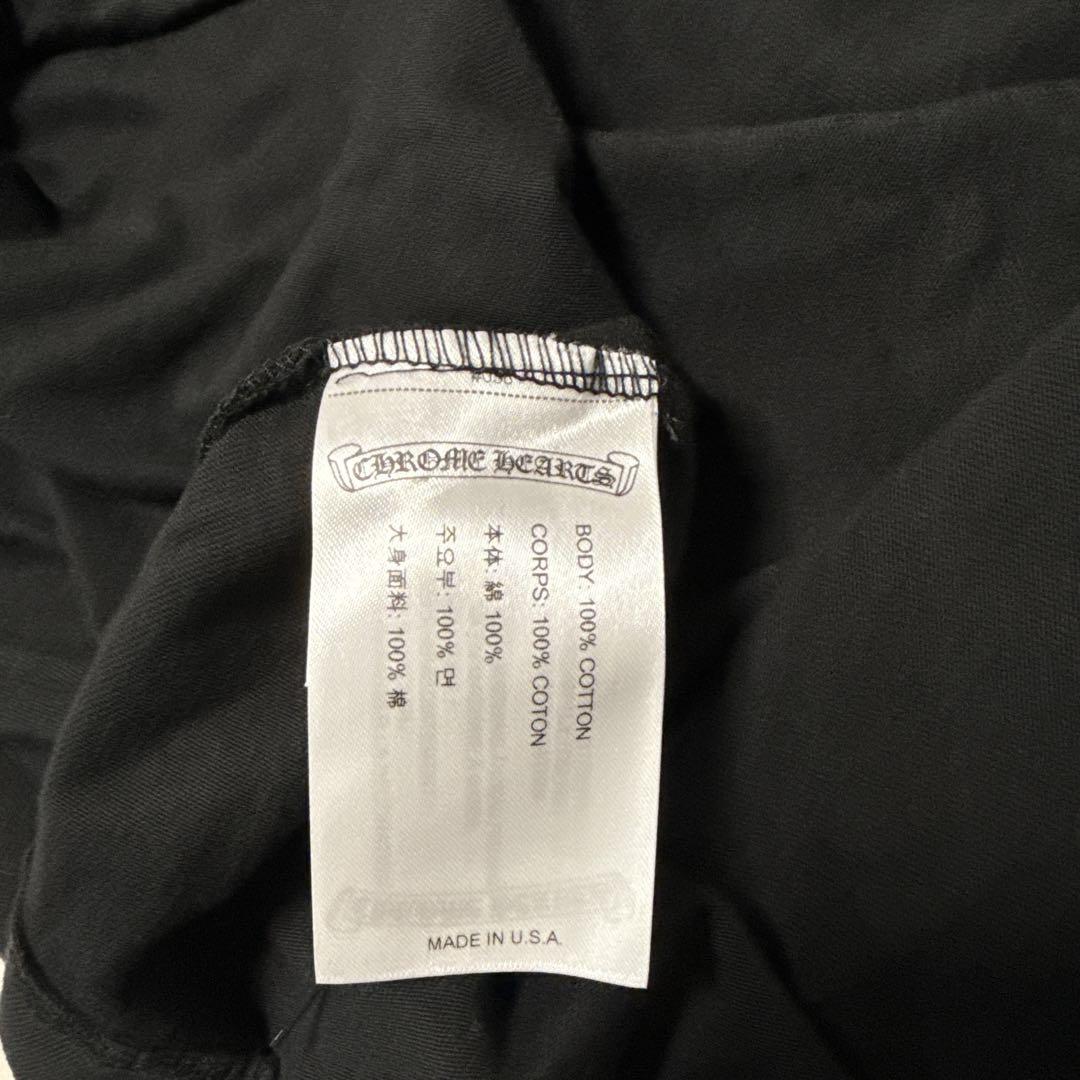 CHROME HEARTS
BODY: 100% COTTON
CORPS: 100% COTON
本体: 綿 100%
주요부: 100% 면
大身面料: 100% 棉
MADE IN U.S.A.